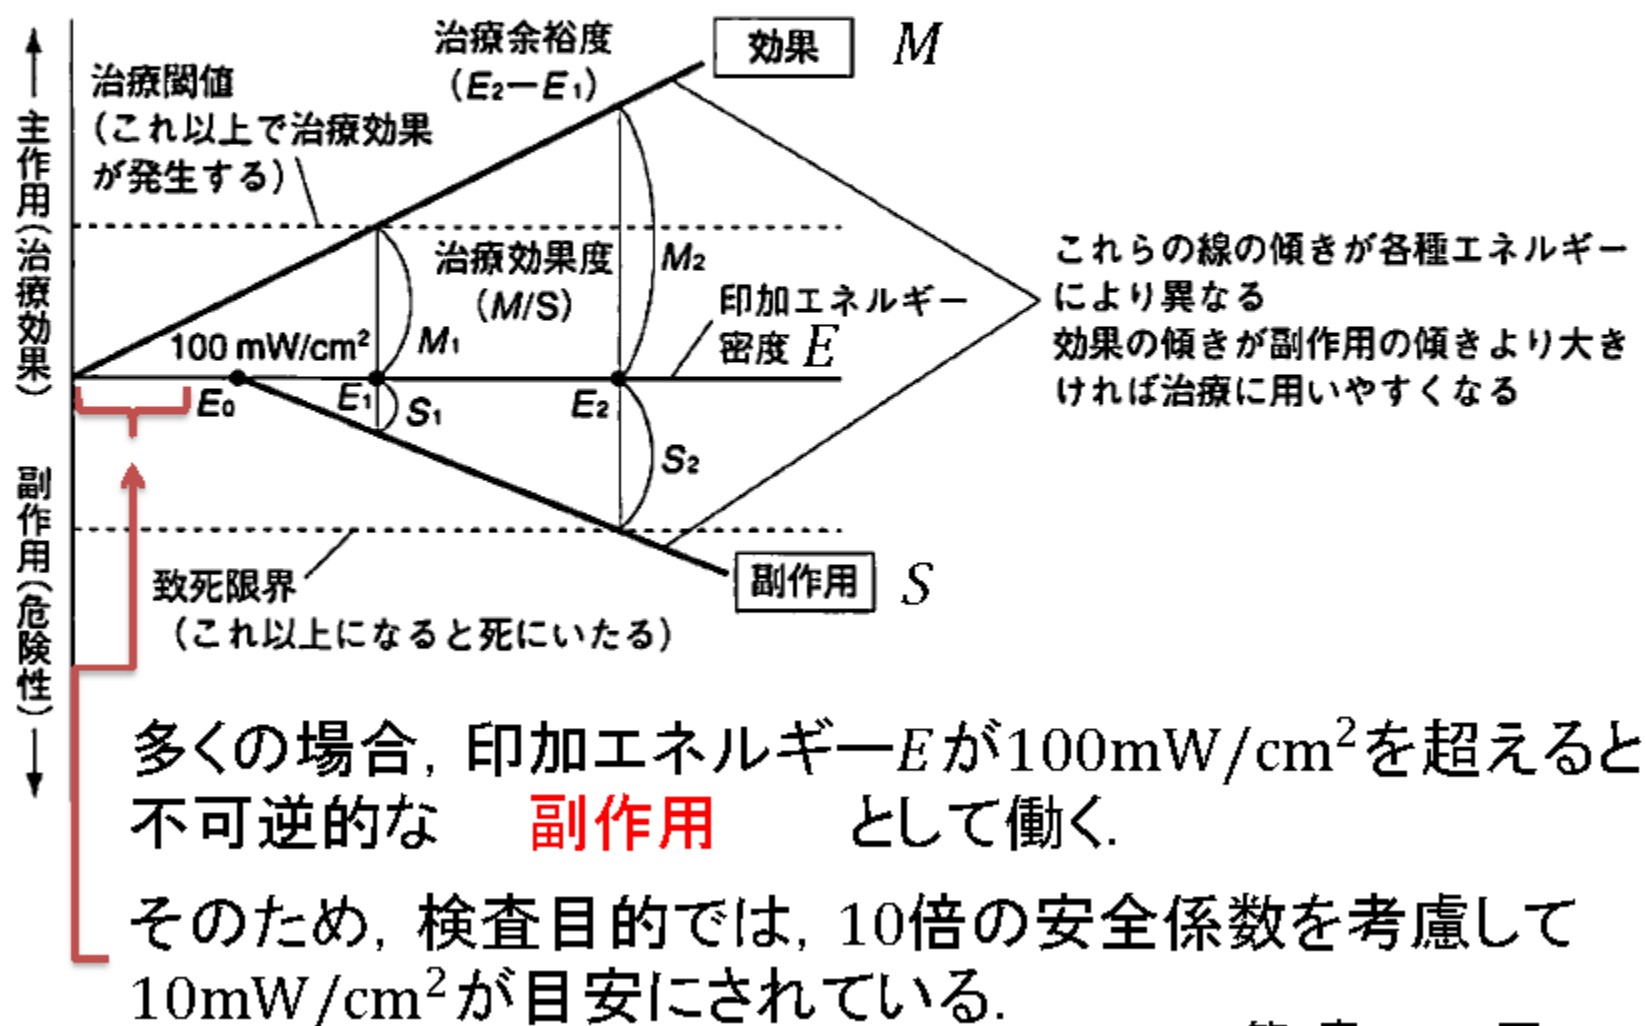 主作用(治療効果)
副作用(危険性)
治療閾値
(これ以上で治療効果
が発生する)
治療余裕度
(E₂−E₁)
効果
M
治療効果度
(M/S)
M₁
M₂
印加エネルギー
密度 E
100 mW/cm²
E₀
E₁
E₂
S₁
S₂
致死限界
(これ以上になると死にいたる)
副作用
S
これらの線の傾きが各種エネルギー
により異なる
効果の傾きが副作用の傾きより大き
ければ治療に用いやすくなる
多くの場合, 印加エネルギーEが100mW/cm²を超えると
不可逆的な 副作用 として働く.
そのため, 検査目的では, 10倍の安全係数を考慮して
10mW/cm²が目安にされている.